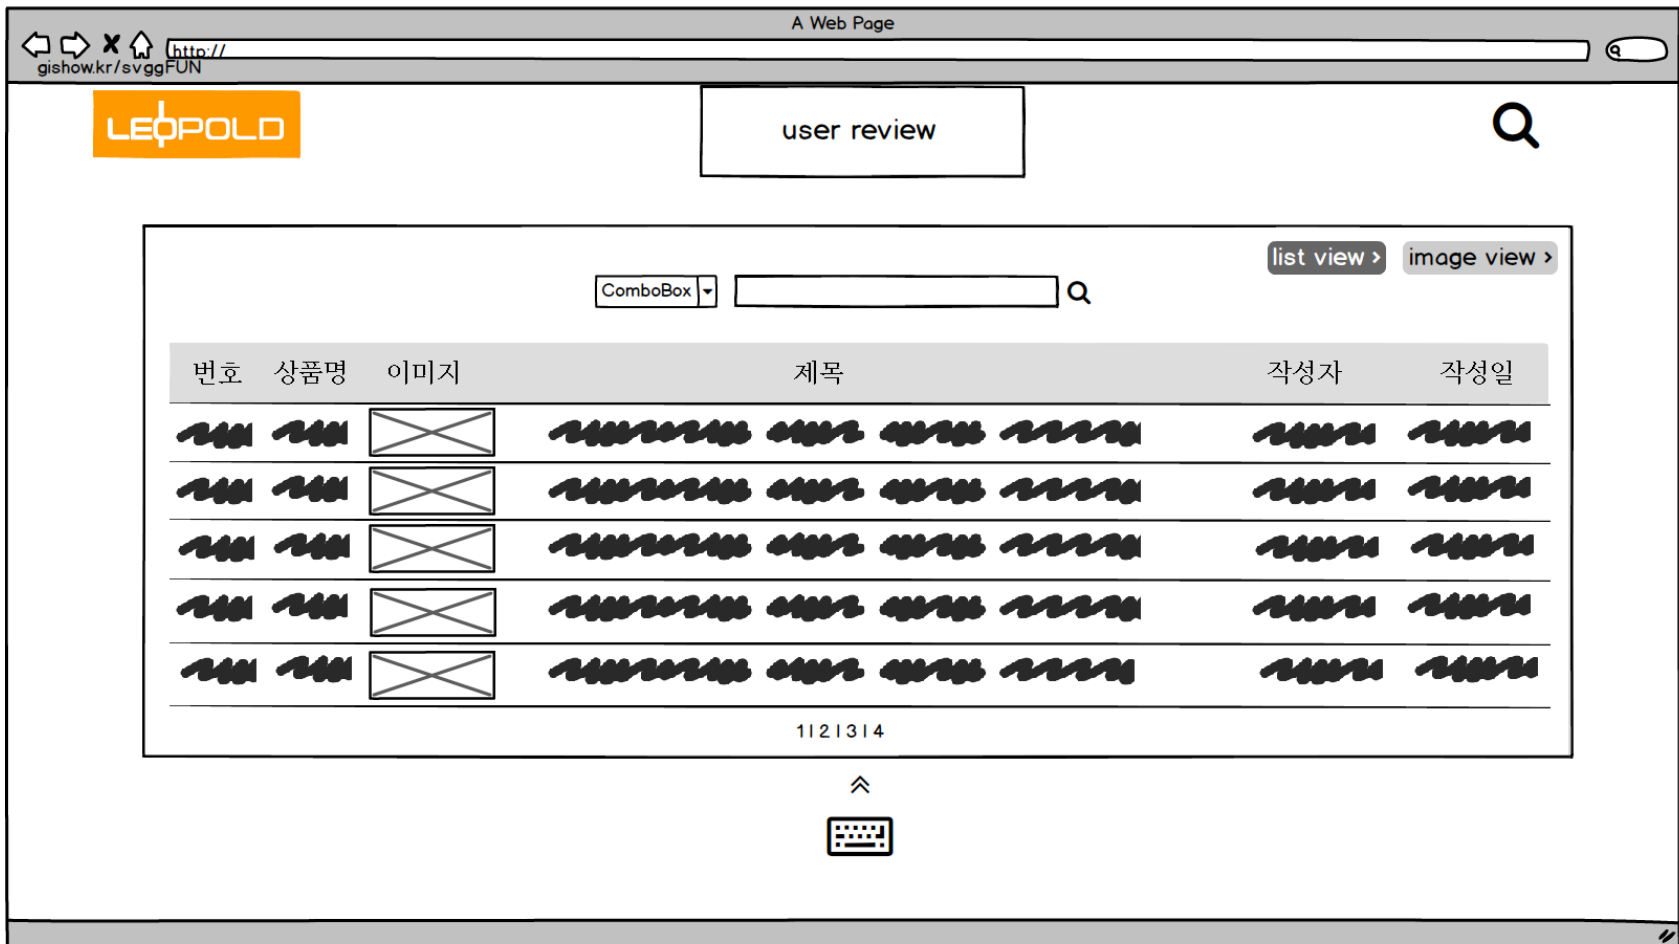 A Web Page
http://
gishow.kr/svggFUN
LEOPOLD
user review
list view > image view >
ComboBox
번호 상품명 이미지 제목 작성자 작성일
1 | 2 | 3 | 4